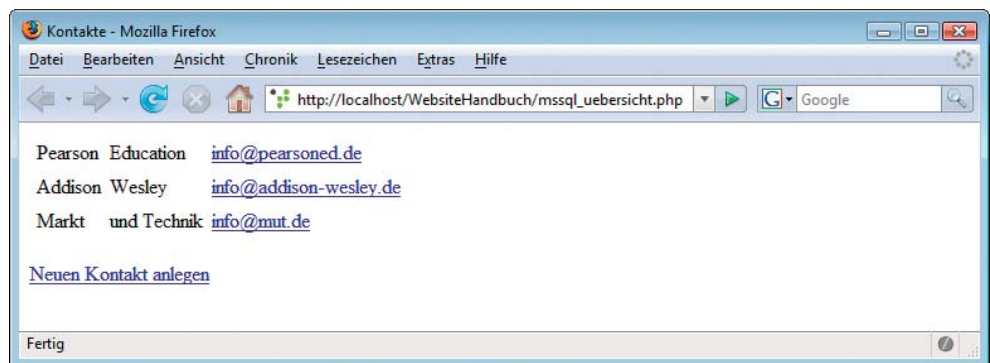 Kontakte - Mozilla Firefox
Datei Bearbeiten Ansicht Chronik Lesezeichen Extras Hilfe
http://localhost/WebsiteHandbuch/mssql_uebersicht.php G Google
Pearson Education info@pearsoned.de
Addison Wesley info@addison-wesley.de
Markt und Technik info@mut.de
Neuen Kontakt anlegen
Fertig